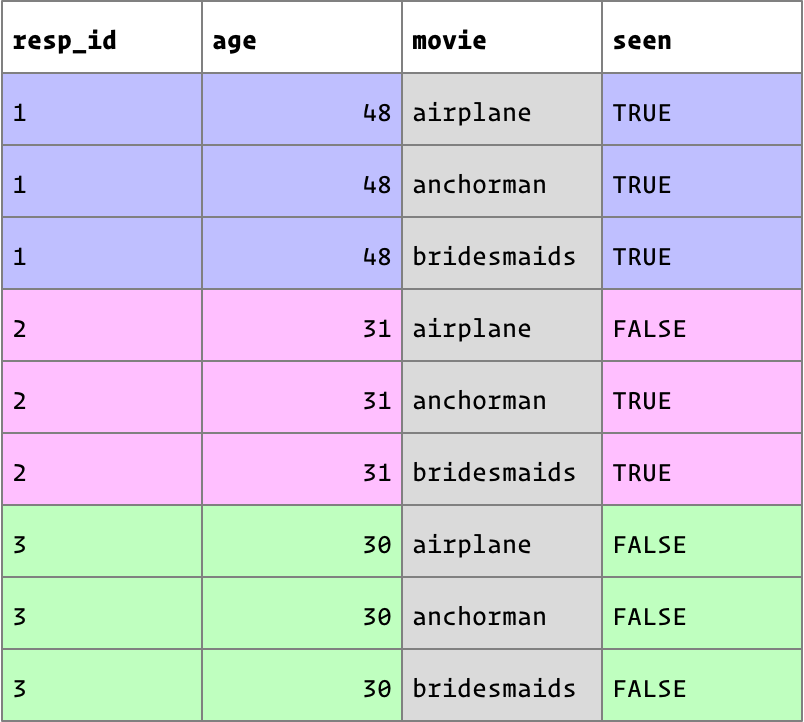 resp_id age movie seen
1 48 airplane TRUE
1 48 anchorman TRUE
1 48 bridesmaids TRUE
2 31 airplane FALSE
2 31 anchorman TRUE
2 31 bridesmaids TRUE
3 30 airplane FALSE
3 30 anchorman FALSE
3 30 bridesmaids FALSE